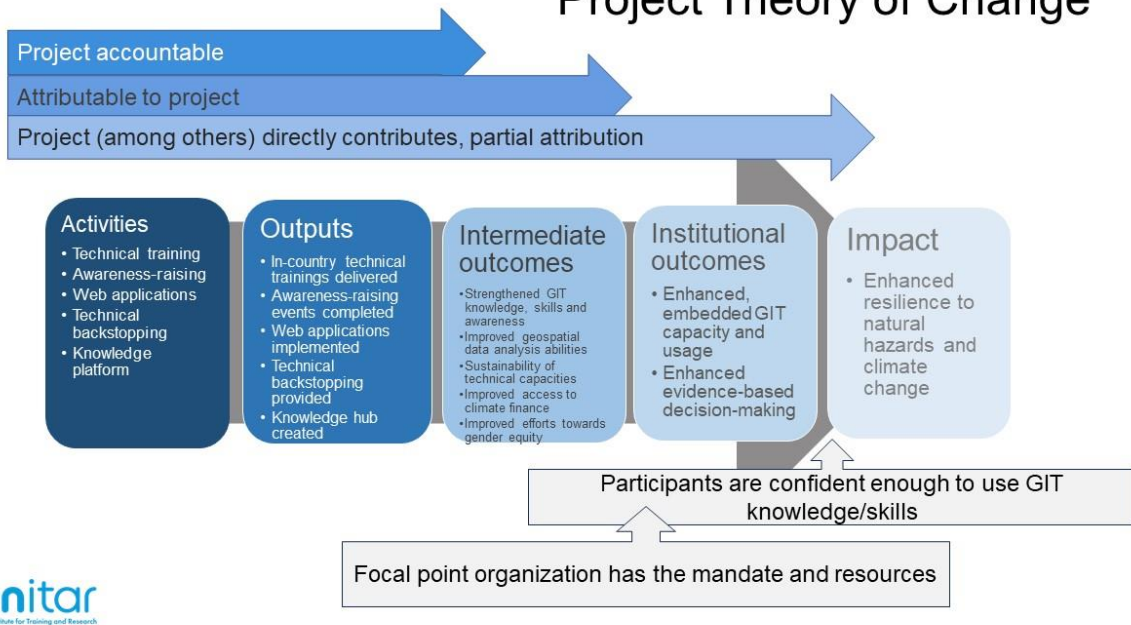 Project Theory of Change
Project accountable
Attributable to project
Project (among others) directly contributes, partial attribution
Activities
• Technical training
• Awareness-raising
• Web applications
• Technical
backstopping
• Knowledge
platform
Outputs
• In-country technical
trainings delivered
• Awareness-raising
events completed
• Web applications
implemented
• Technical
backstopping
provided
• Knowledge hub
created
Intermediate
outcomes
•Strengthened GIT
knowledge, skills and
awareness
•Improved geospatial
data analysis abilities
•Sustainability of
technical capacities
•Improved access to
climate finance
•Improved efforts towards
gender equity
Institutional
outcomes
• Enhanced,
embedded GIT
capacity and
usage
• Enhanced
evidence-based
decision-making
Impact
• Enhanced
resilience to
natural
hazards and
climate
change
Participants are confident enough to use GIT
knowledge/skills
Focal point organization has the mandate and resources
nitar
itute for Training and Research